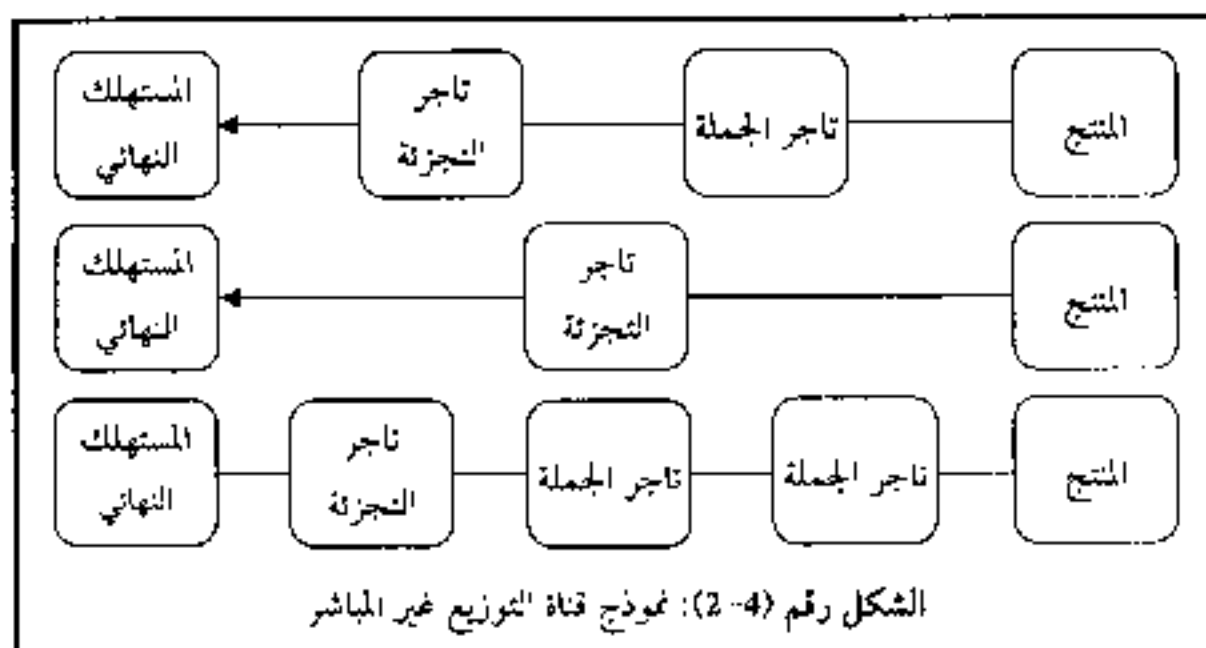 المنتج
تاجر الجملة
تاجر
التجزئة
المستهلك
النهائي
المنتج
تاجر
التجزئة
المستهلك
النهائي
المنتج
تاجر الجملة
تاجر الجملة
تاجر
التجزئة
المستهلك
النهائي
الشكل رقم (4-2): نموذج قناة التوزيع غير المباشر